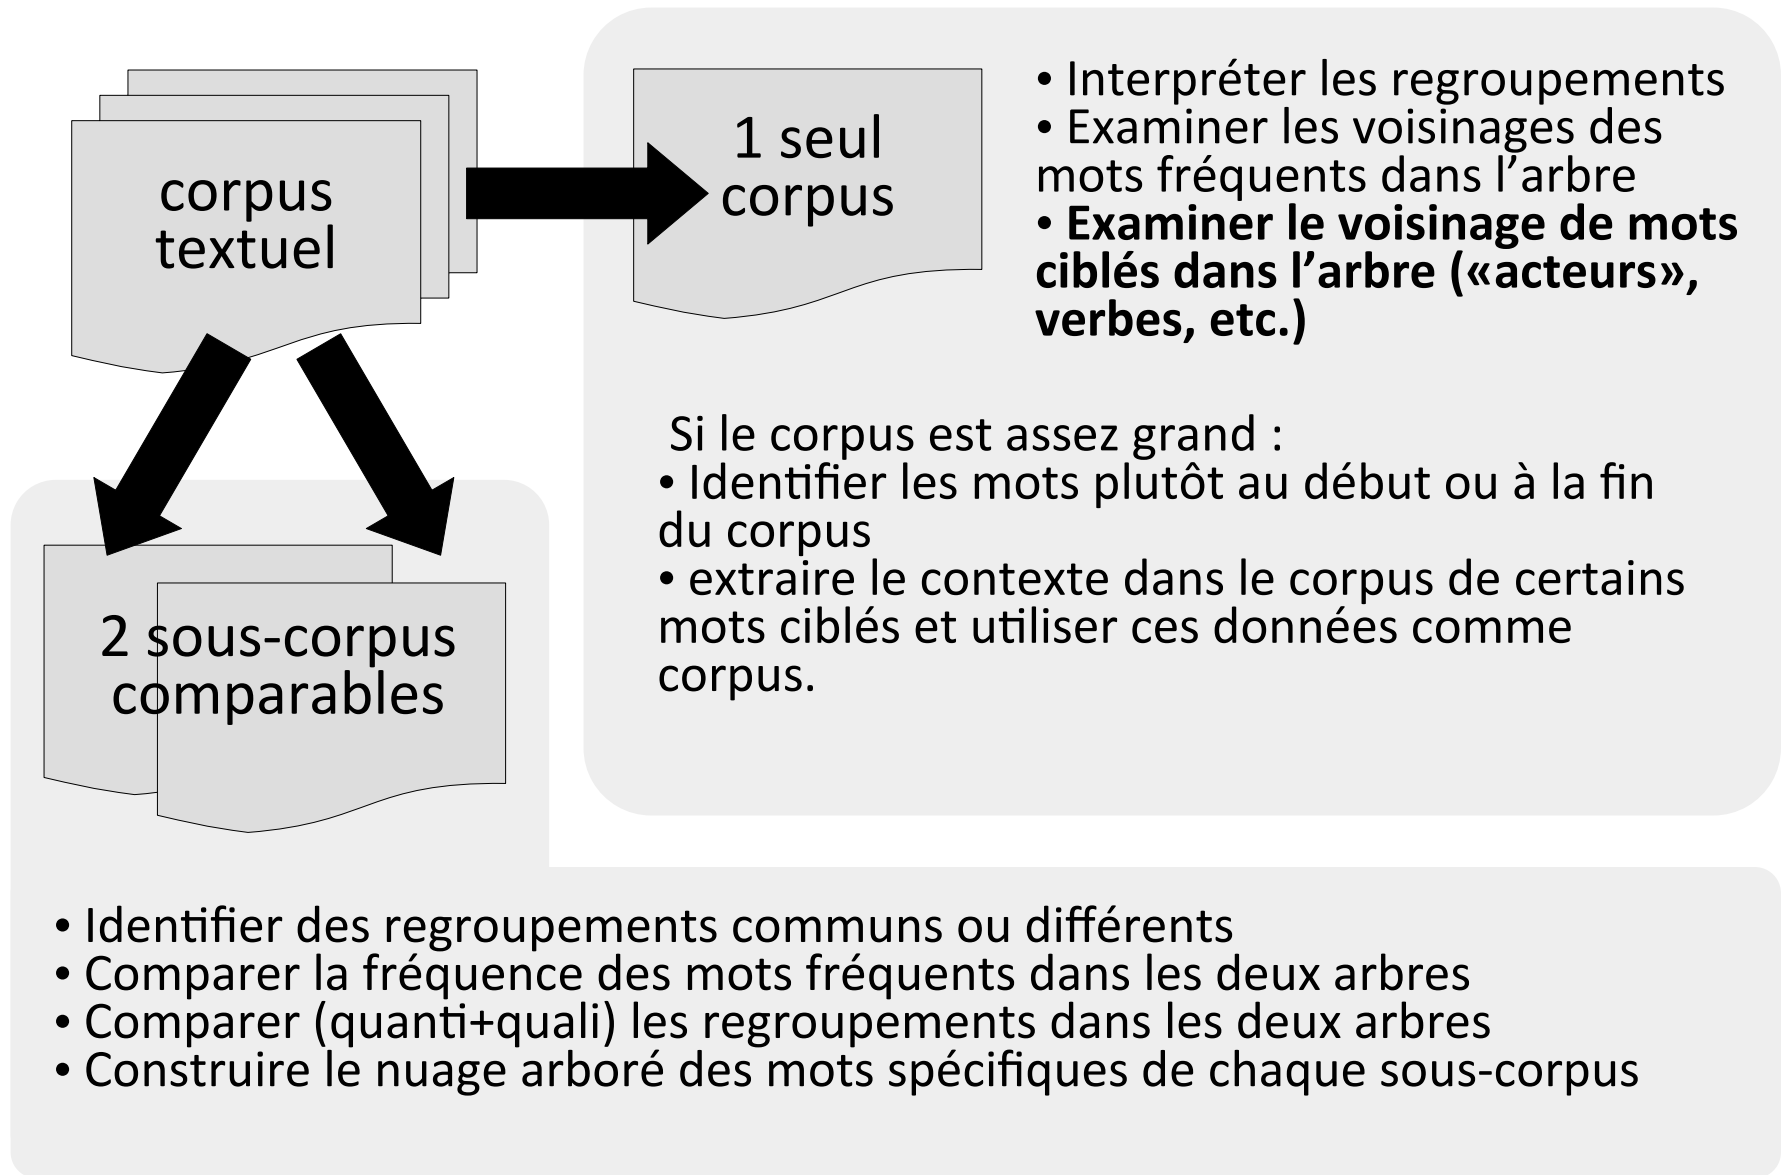 corpus
textuel
1 seul
corpus
• Interpréter les regroupements
• Examiner les voisinages des
mots fréquents dans l’arbre
• Examiner le voisinage de mots
ciblés dans l’arbre («acteurs»,
verbes, etc.)
Si le corpus est assez grand :
• Identifier les mots plutôt au début ou à la fin
du corpus
• extraire le contexte dans le corpus de certains
mots ciblés et utiliser ces données comme
corpus.
2 sous-corpus
comparables
• Identifier des regroupements communs ou différents
• Comparer la fréquence des mots fréquents dans les deux arbres
• Comparer (quanti+quali) les regroupements dans les deux arbres
• Construire le nuage arboré des mots spécifiques de chaque sous-corpus